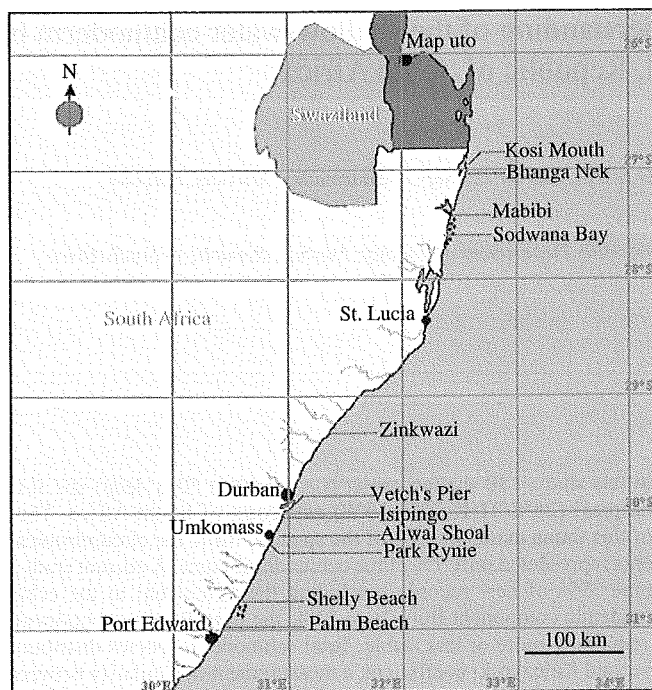 Map uto
26°S
N
Swaziland
Kosi Mouth
27°S
Bhanga Nek
Mabibi
Sodwana Bay
28°S
South Africa
St. Lucia
29°S
Zinkwazi
Durban
Vetch's Pier
30°S
Isipingo
Umkomass
Aliwal Shoal
Park Rynie
Shelly Beach
31°S
Port Edward
Palm Beach
100 km
30°E
31°E
32°E
33°E
34°E